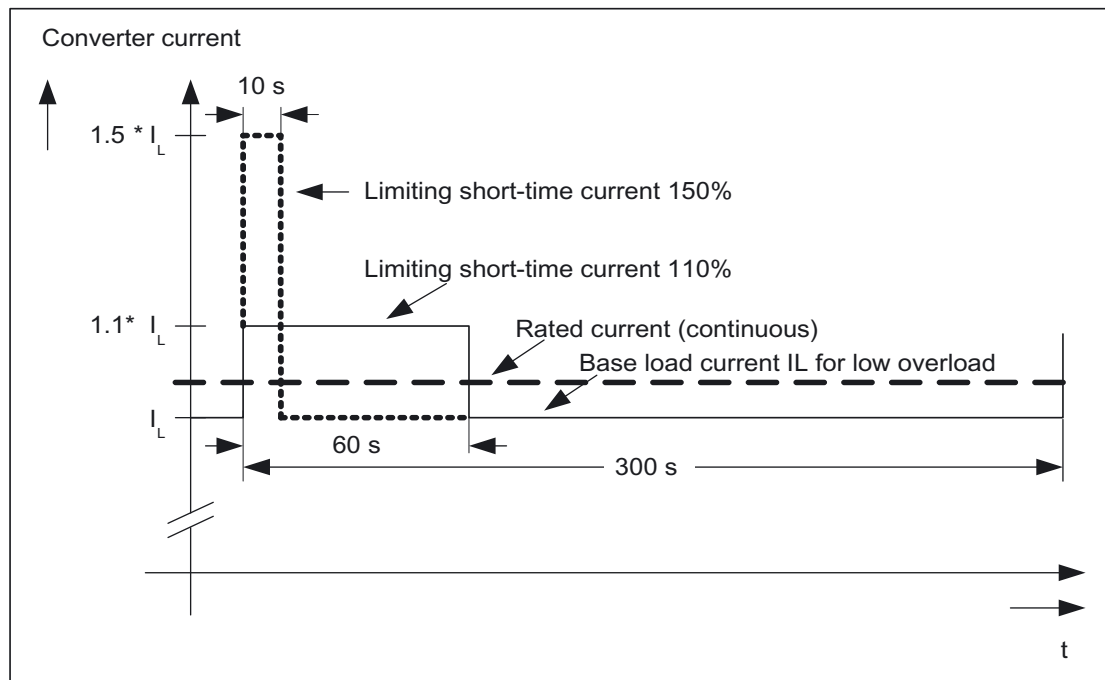 Converter current
10 s
1.5 * I_L
Limiting short-time current 150%
Limiting short-time current 110%
1.1* I_L
Rated current (continuous)
Base load current IL for low overload
I_L
60 s
300 s
t